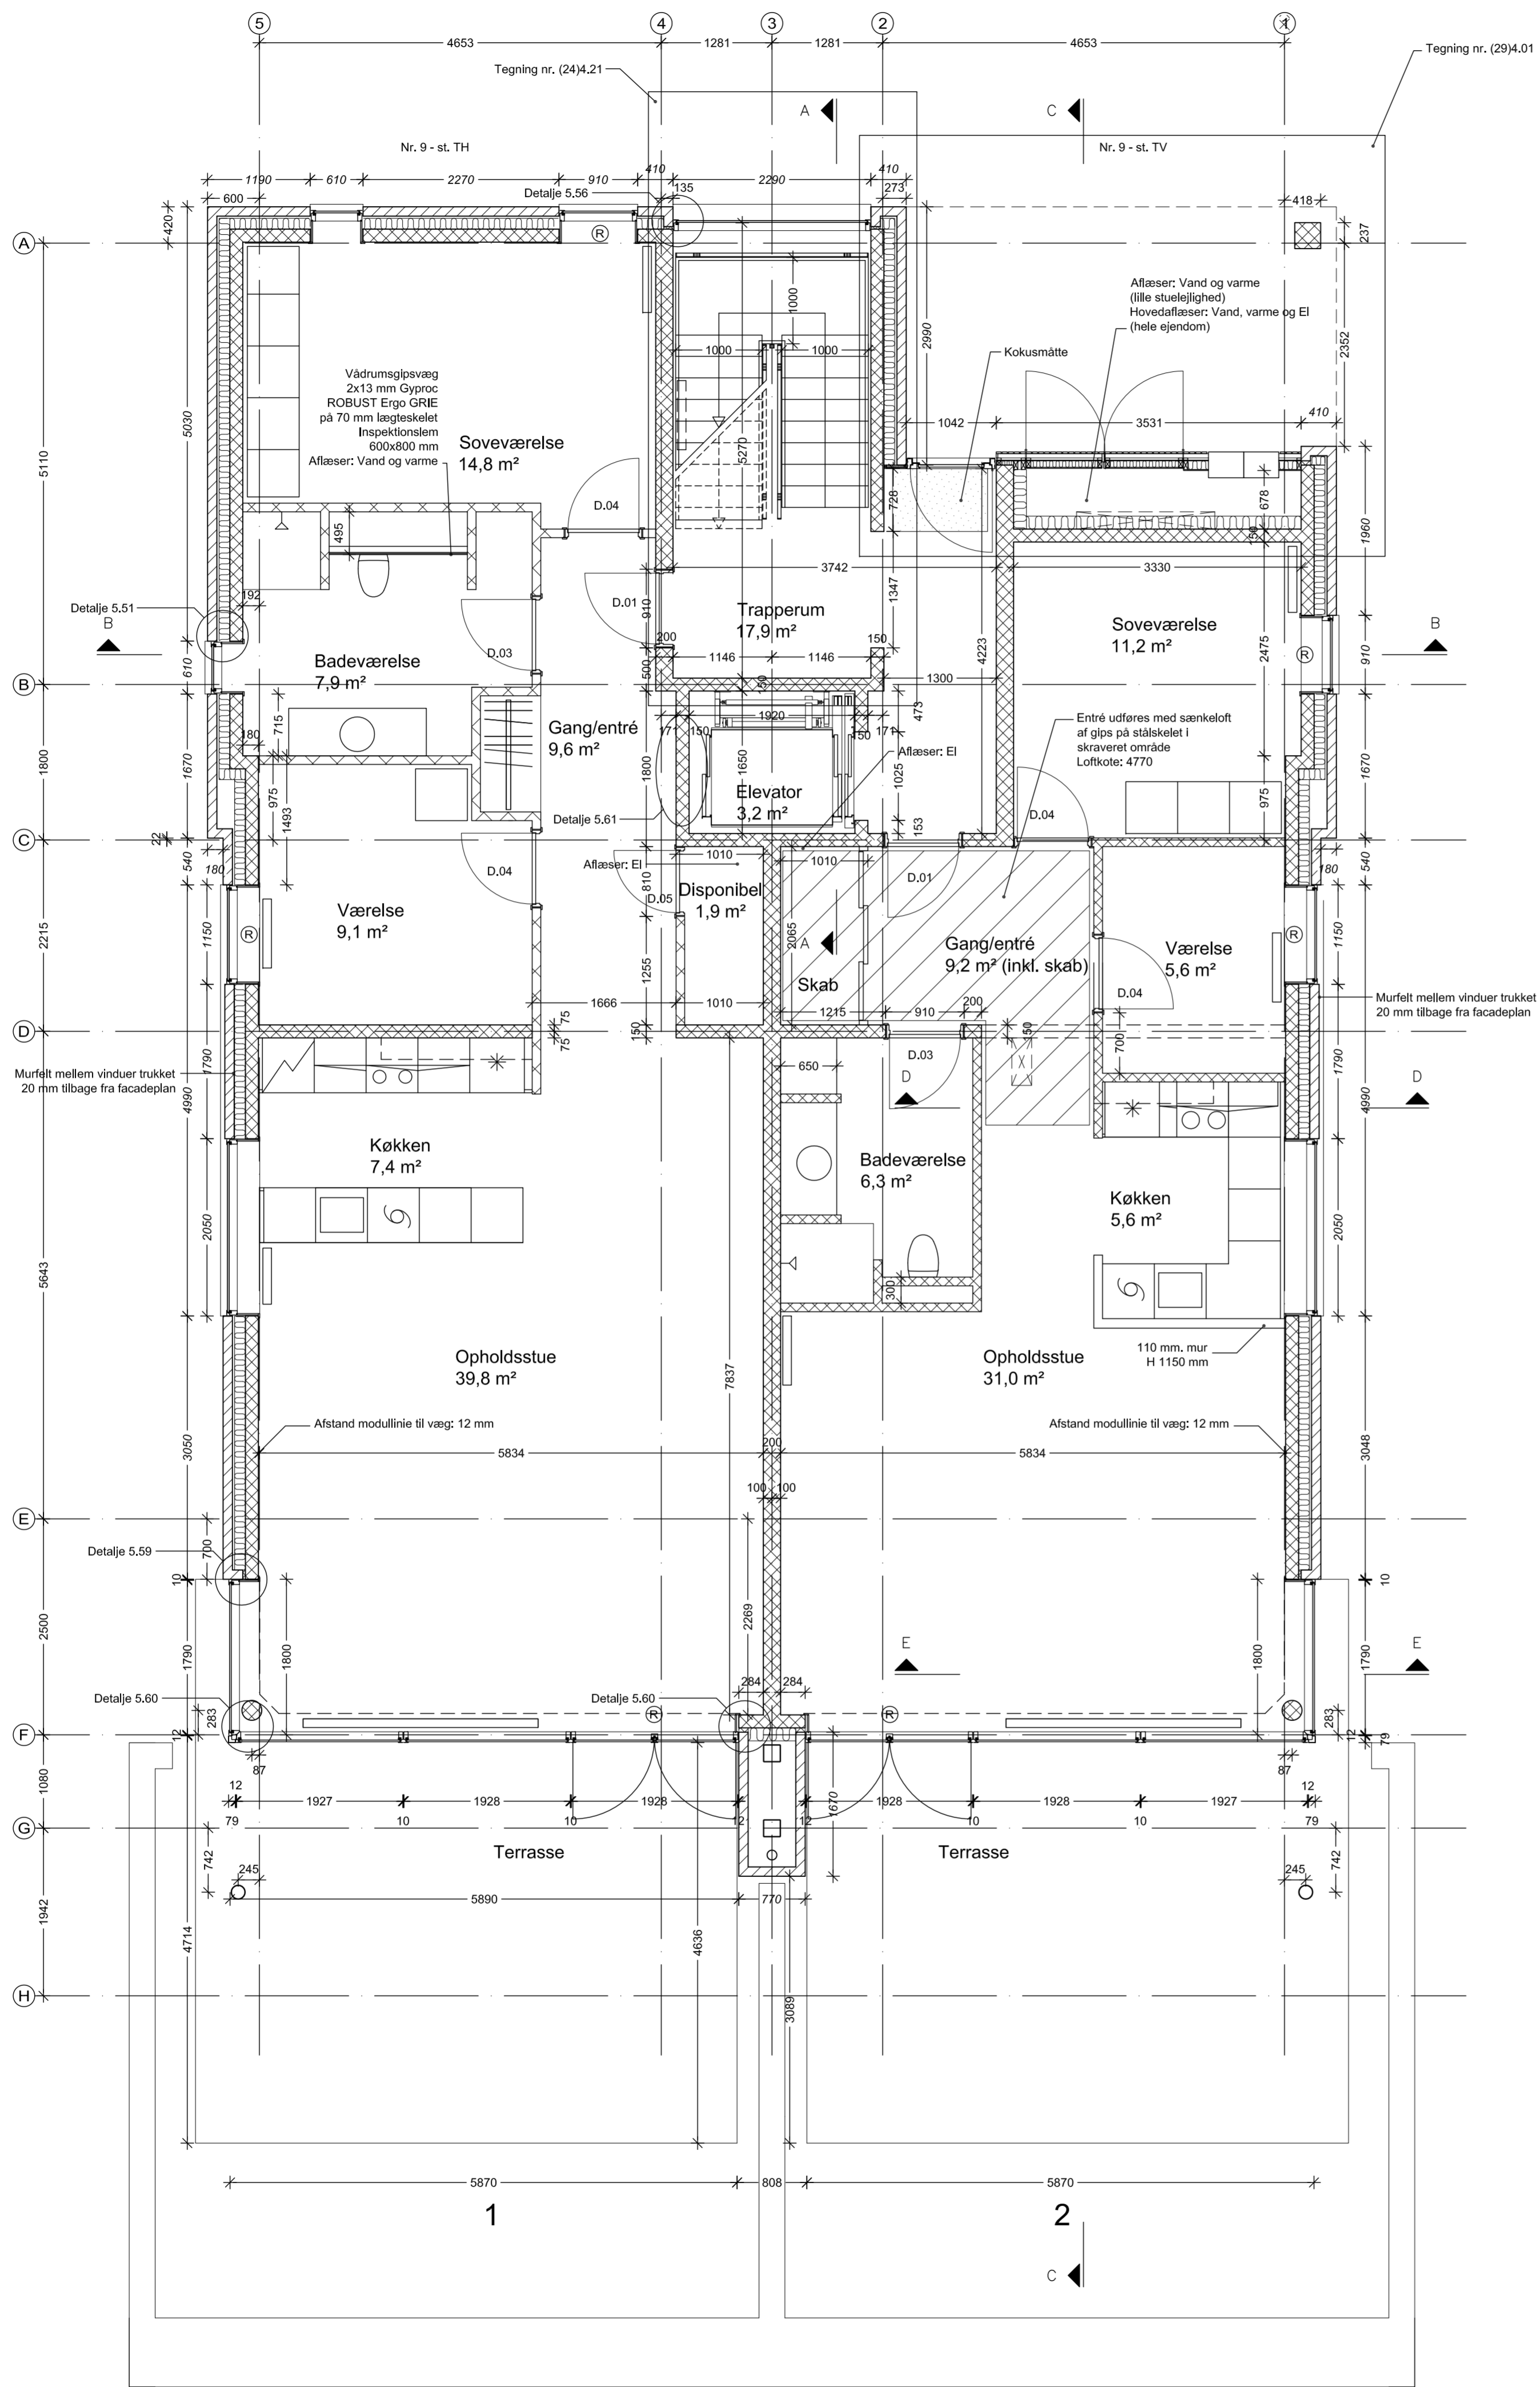 5
4
3
2
1
4653
1281
1281
4653
Tegning nr. (24)4.21
Tegning nr. (29)4.01
A
C
Nr. 9 - st. TH
Nr. 9 - st. TV
1190
610
2270
910
410
2290
410
600
Detalje 5.56
135
273
418
420
237
A
Aflæser: Vand og varme
(lille stuelejlighed)
Hovedaflæser: Vand, varme og El
(hele ejendom)
R
1000
2990
2352
1000
1000
Kokusmåtte
Vådrumsgipsvæg
2x13 mm Gyproc
ROBUST Ergo GRIE
på 70 mm lægteskelet
Inspektionslem
600x800 mm
Aflæser: Vand og varme
5030
5110
Soveværelse
14,8 m²
5270
1042
3531
410
D.04
495
728
678
1960
150
3742
3330
192
Detalje 5.51
B
D.01
910
Trapperum
17,9 m²
1347
Soveværelse
11,2 m²
B
200
150
4223
2475
910
R
610
Badeværelse
7,9 m²
D.03
500
1146
1146
B
150
1300
473
715
180
Gang/entré
9,6 m²
171
150
1920
150
171
Entré udføres med sænkeloft
af gips på stålskelet i
skraveret område
Loftkote: 4770
Aflæser: El
1800
1670
975
1493
1800
1650
Elevator
3,2 m²
1025
975
1670
Detalje 5.61
153
D.04
22
C
540
180
1010
1010
540
180
Aflæser: El
D.04
810
D.05
Disponibel
1,9 m²
D.01
Værelse
9,1 m²
R
2215
1150
2065
A
Gang/entré
9,2 m² (inkl. skab)
Værelse
5,6 m²
R
1150
1255
Skab
D.04
1666
1010
1215
910
200
Murfelt mellem vinduer trukket
20 mm tilbage fra facadeplan
75
75
D
150
150
700
D.03
650
Murfelt mellem vinduer trukket
20 mm tilbage fra facadeplan
1790
4990
D
1790
4990
D
Køkken
7,4 m²
Badeværelse
6,3 m²
Køkken
5,6 m²
2050
2050
5643
300
110 mm. mur
H 1150 mm
Opholdsstue
39,8 m²
7837
Opholdsstue
31,0 m²
Afstand modullinie til væg: 12 mm
Afstand modullinie til væg: 12 mm
3050
5834
200
5834
3048
100
100
E
700
Detalje 5.59
10
10
2500
1790
1800
2269
E
1800
1790
E
284
284
Detalje 5.60
Detalje 5.60
283
R
R
283
F
12
12
79
87
87
1080
12
1927
1928
1928
1670
1928
1928
1927
12
79
10
10
12
12
10
10
79
G
742
Terrasse
Terrasse
742
245
245
5890
770
1942
4714
4636
H
3089
5870
808
5870
1
2
C